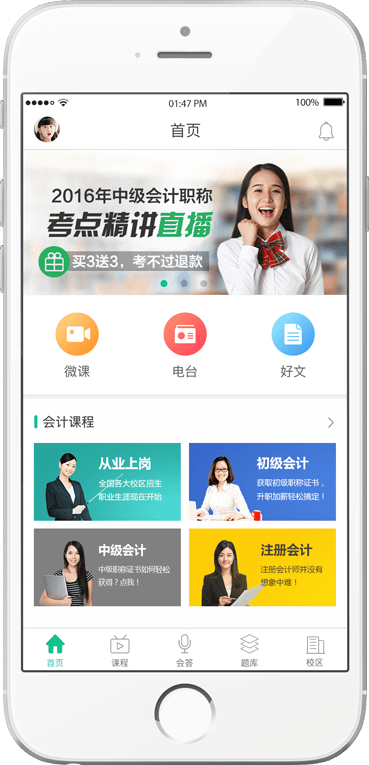 01:47 PM
100%
首页
2016年中级会计职称
考点精讲直播
买3送3，考不过退款
微课
电台
好文
会计课程
从业上岗
全国各大校区招生
职业生涯现在开始
初级会计
获取初级职称证书，
升职加薪轻松搞定！
中级会计
中级职称证书如何轻松
获得？点我！
注册会计
注册会计师并没有
想象中难！
首页
课程
会答
题库
校区